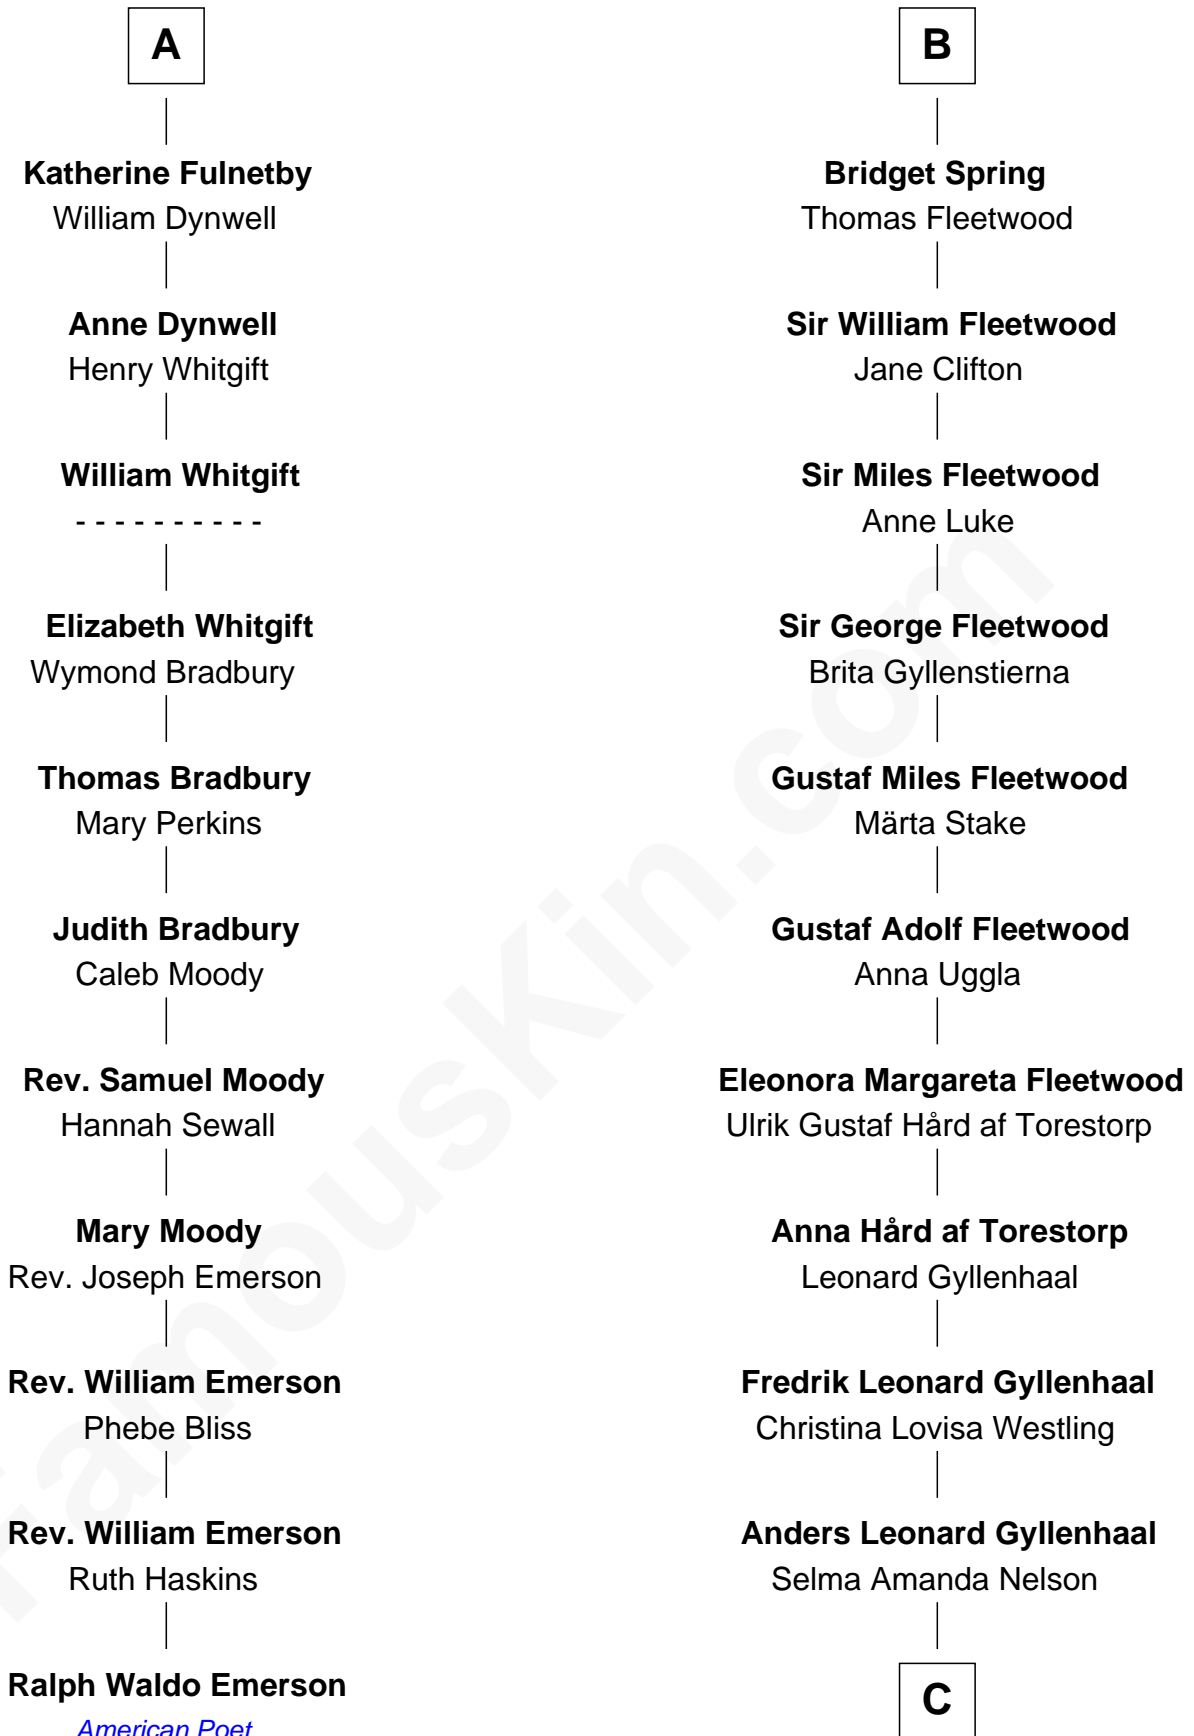 A
Katherine Fulnetby
William Dynwell
Anne Dynwell
Henry Whitgift
William Whitgift
- - - - - - - - - -
Elizabeth Whitgift
Wymond Bradbury
Thomas Bradbury
Mary Perkins
Judith Bradbury
Caleb Moody
Rev. Samuel Moody
Hannah Sewall
Mary Moody
Rev. Joseph Emerson
Rev. William Emerson
Phebe Bliss
Rev. William Emerson
Ruth Haskins
Ralph Waldo Emerson
American Poet
B
Bridget Spring
Thomas Fleetwood
Sir William Fleetwood
Jane Clifton
Sir Miles Fleetwood
Anne Luke
Sir George Fleetwood
Brita Gyllenstierna
Gustaf Miles Fleetwood
Märta Stake
Gustaf Adolf Fleetwood
Anna Uggla
Eleonora Margareta Fleetwood
Ulrik Gustaf Hård af Torestorp
Anna Hård af Torestorp
Leonard Gyllenhaal
Fredrik Leonard Gyllenhaal
Christina Lovisa Westling
Anders Leonard Gyllenhaal
Selma Amanda Nelson
C
FamousKin.com